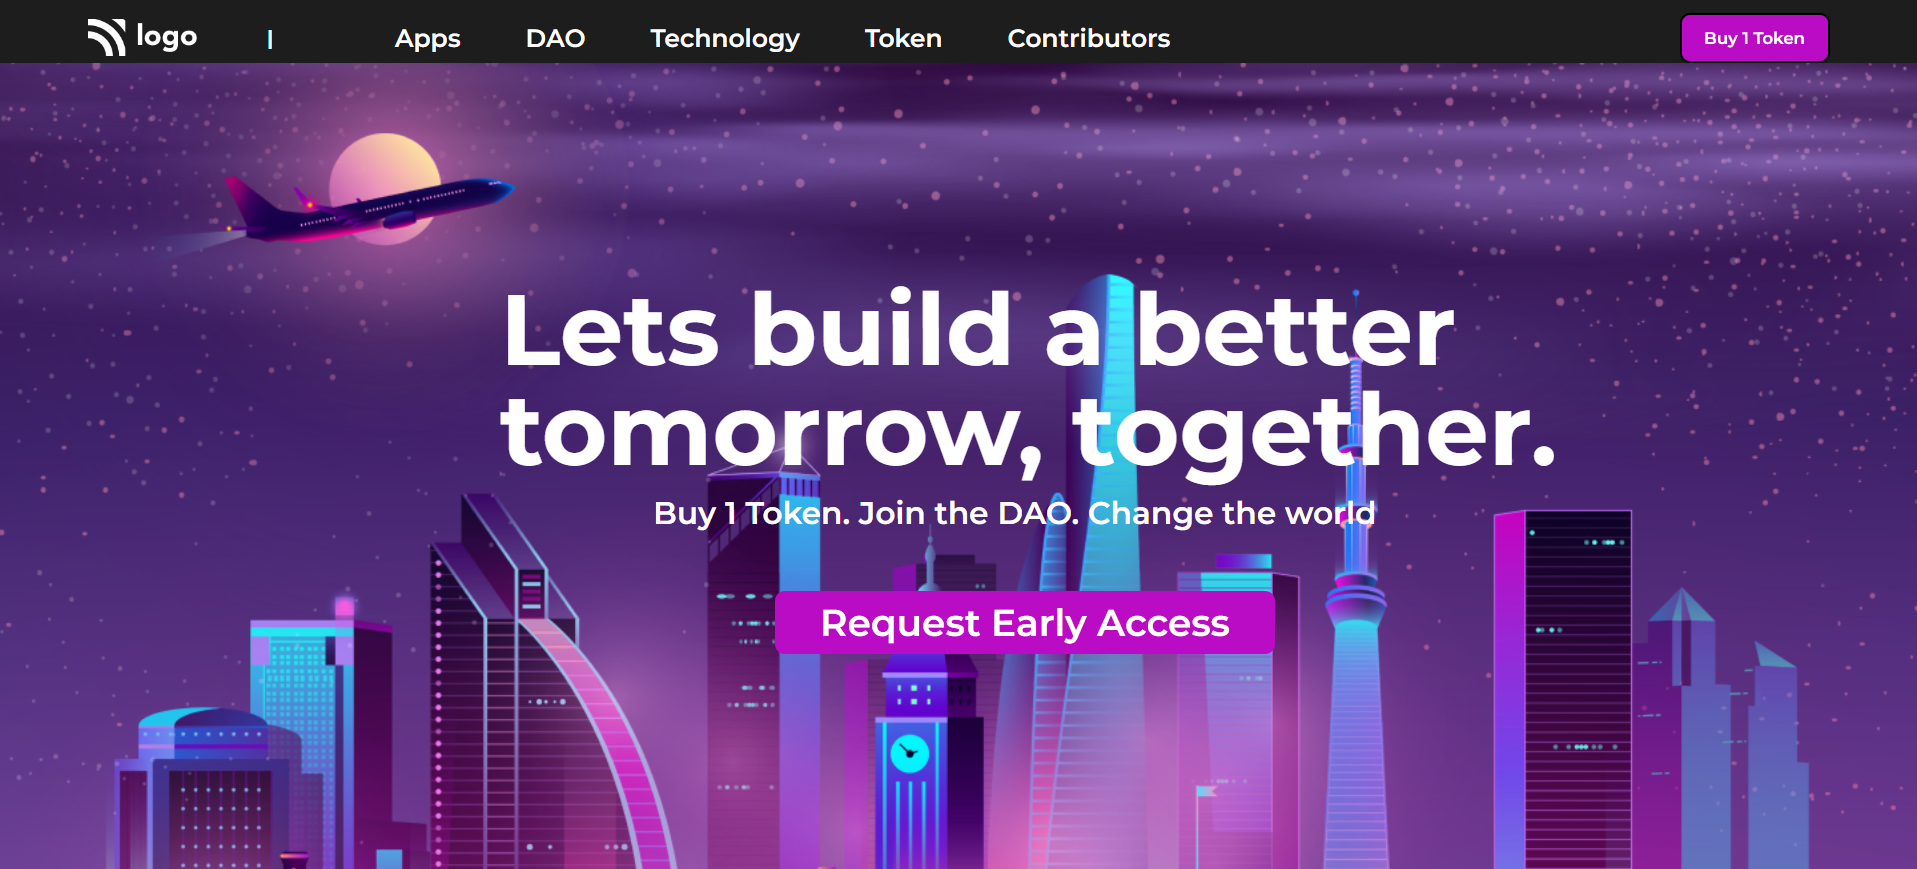 logo | Apps DAO Technology Token Contributors Buy 1 Token
Lets build a better
tomorrow, together.
Buy 1 Token. Join the DAO. Change the world
Request Early Access